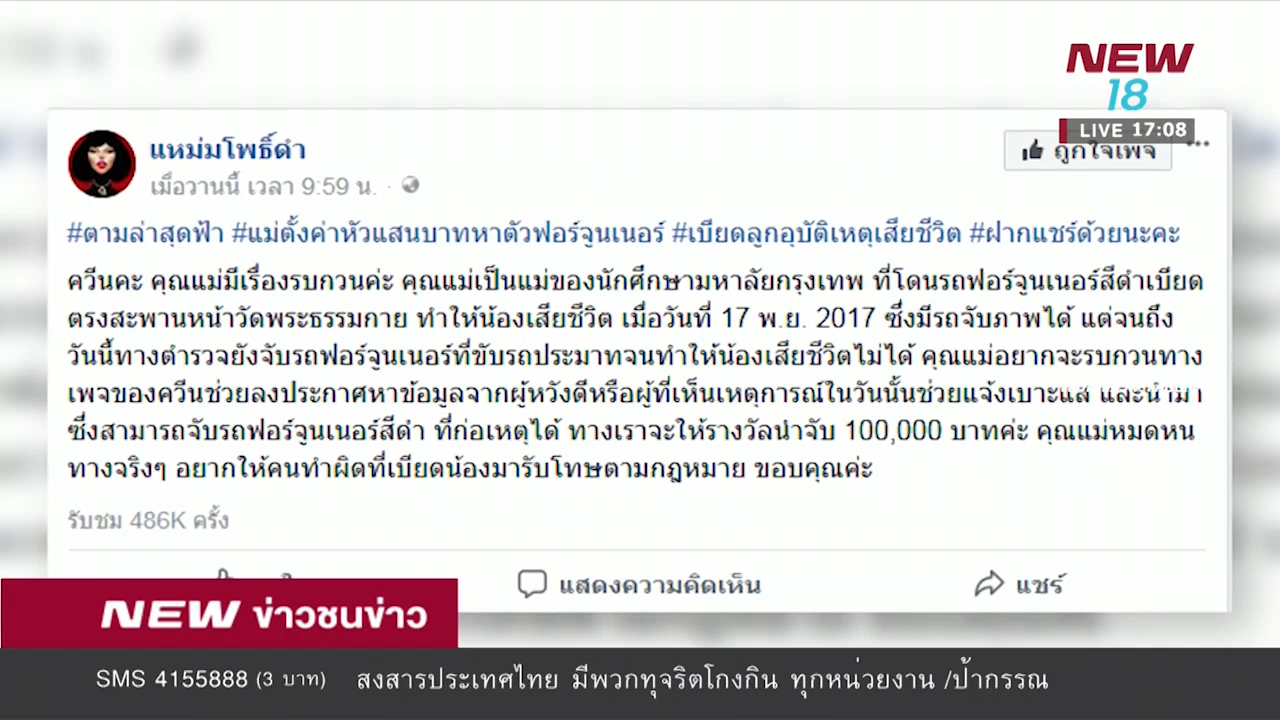 NEW
18
LIVE 17:08
แหม่มโพธิ์ดำ
ถูกใจเพจ
เมื่อวานนี้ เวลา 9:59 น.
#ตามล่าสุดฟ้า #แม่ตั้งค่าหัวแสนบาทหาตัวฟอร์จูนเนอร์ #เบียดลูกอุบัติเหตุเสียชีวิต #ฝากแชร์ด้วยนะคะ
ควีนคะ คุณแม่มีเรื่องรบกวนค่ะ คุณแม่เป็นแม่ของนักศึกษามหาลัยกรุงเทพ ที่โดนรถฟอร์จูนเนอร์สีดำเบียด
ตรงสะพานหน้าวัดพระธรรมกาย ทำให้น้องเสียชีวิต เมื่อวันที่ 17 พ.ย. 2017 ซึ่งมีรถจับภาพได้ แต่จนถึง
วันนี้ทางตำรวจยังจับรถฟอร์จูนเนอร์ที่ขับรถประมาทจนทำให้น้องเสียชีวิตไม่ได้ คุณแม่อยากจะรบกวนทาง
เพจของควีนช่วยลงประกาศหาข้อมูลจากผู้หวังดีหรือผู้ที่เห็นเหตุการณ์ในวันนั้นช่วยแจ้งเบาะแส และนำมา
ซึ่งสามารถจับรถฟอร์จูนเนอร์สีดำ ที่ก่อเหตุได้ ทางเราจะให้รางวัลนำจับ 100,000 บาทค่ะ คุณแม่หมดหน
ทางจริงๆ อยากให้คนทำผิดที่เบียดน้องมารับโทษตามกฎหมาย ขอบคุณค่ะ
รับชม 486K ครั้ง
แสดงความคิดเห็น
แชร์
NEW ข่าวชนข่าว
SMS 4155888 (3 บาท) สงสารประเทศไทย มีพวกทุจริตโกงกิน ทุกหน่วยงาน /ป้ากรรณ